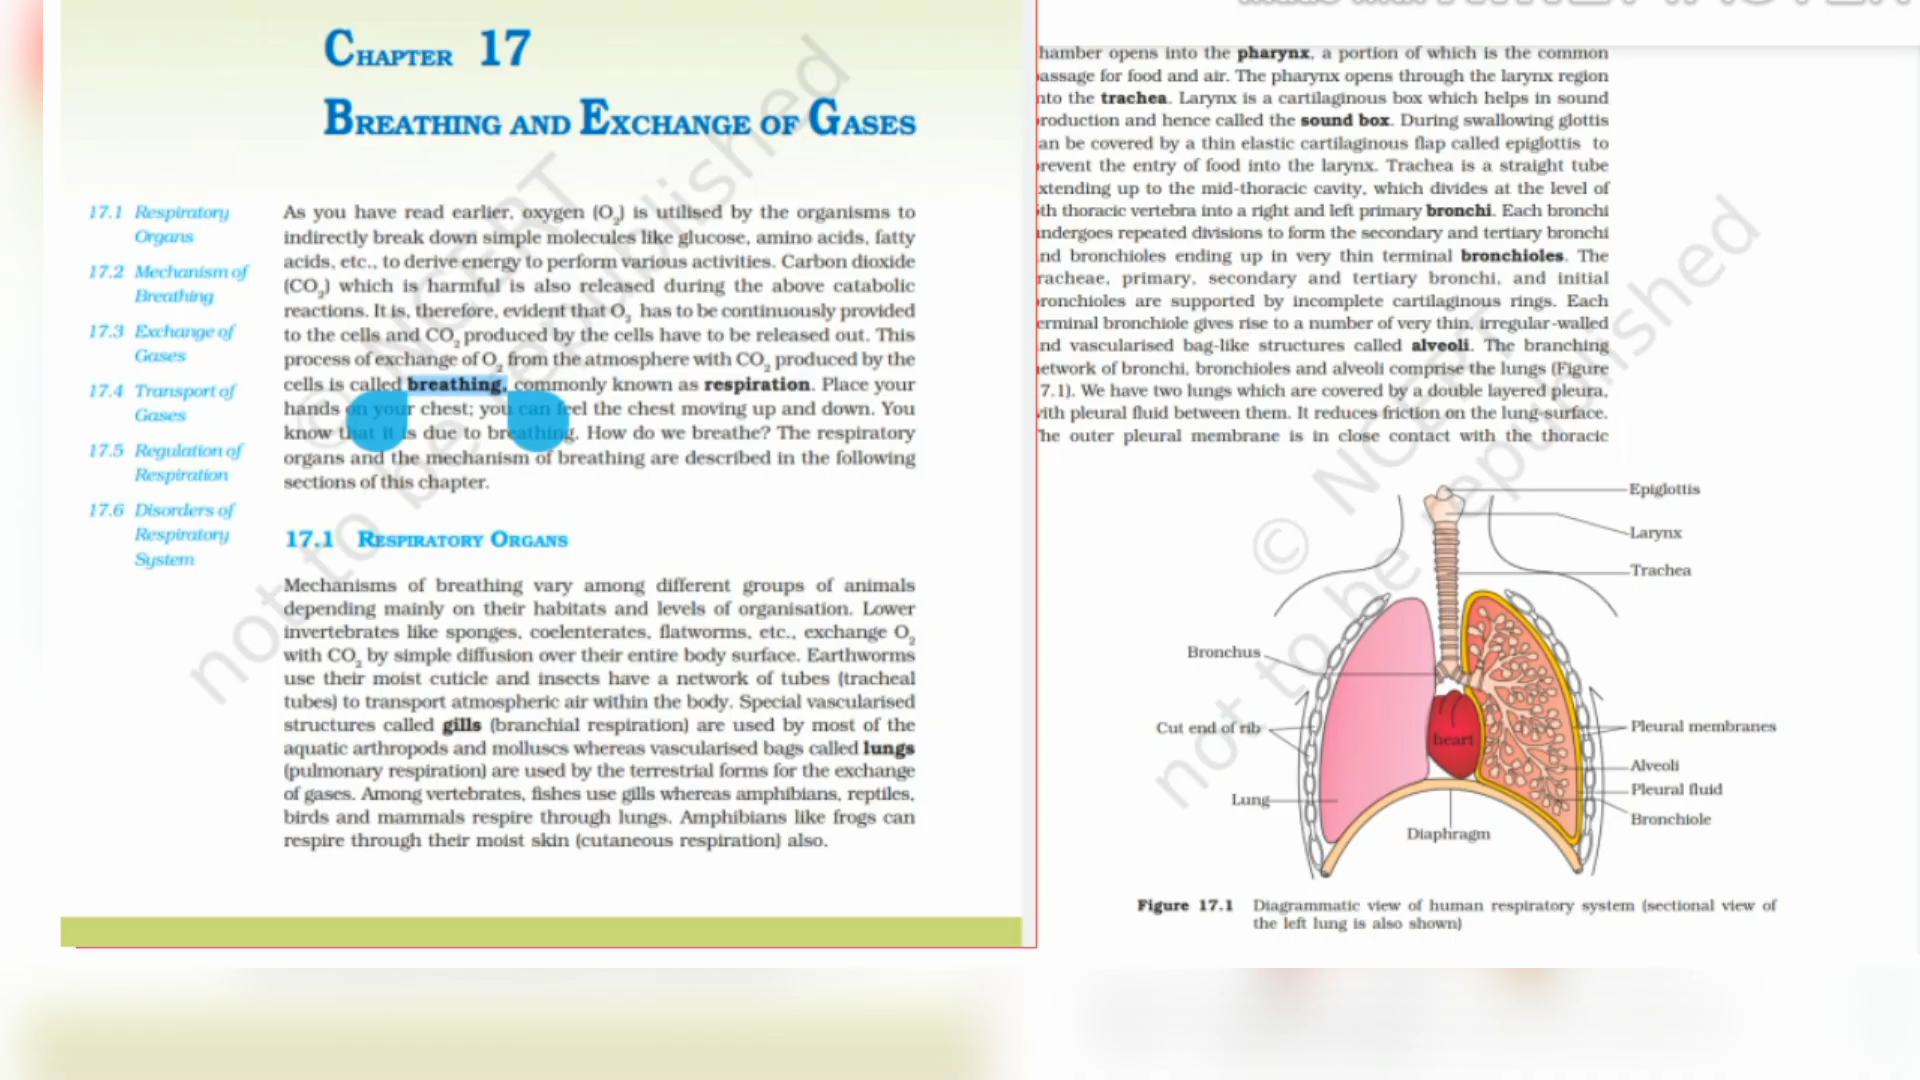 CHAPTER 17
BREATHING AND EXCHANGE OF GASES
17.1 Respiratory
Organs
17.2 Mechanism of
Breathing
17.3 Exchange of
Gases
17.4 Transport of
Gases
17.5 Regulation of
Respiration
17.6 Disorders of
Respiratory
System
As you have read earlier, oxygen (O2) is utilised by the organisms to
indirectly break down simple molecules like glucose, amino acids, fatty
acids, etc., to derive energy to perform various activities. Carbon dioxide
(CO2) which is harmful is also released during the above catabolic
reactions. It is, therefore, evident that O2 has to be continuously provided
to the cells and CO2 produced by the cells have to be released out. This
process of exchange of O2 from the atmosphere with CO2 produced by the
cells is called breathing, commonly known as respiration. Place your
hands on your chest; you can feel the chest moving up and down. You
know that it is due to breathing. How do we breathe? The respiratory
organs and the mechanism of breathing are described in the following
sections of this chapter.
17.1 RESPIRATORY ORGANS
Mechanisms of breathing vary among different groups of animals
depending mainly on their habitats and levels of organisation. Lower
invertebrates like sponges, coelenterates, flatworms, etc., exchange O2
with CO2 by simple diffusion over their entire body surface. Earthworms
use their moist cuticle and insects have a network of tubes (tracheal
tubes) to transport atmospheric air within the body. Special vascularised
structures called gills (branchial respiration) are used by most of the
aquatic arthropods and molluscs whereas vascularised bags called lungs
(pulmonary respiration) are used by the terrestrial forms for the exchange
of gases. Among vertebrates, fishes use gills whereas amphibians, reptiles,
birds and mammals respire through lungs. Amphibians like frogs can
respire through their moist skin (cutaneous respiration) also.
© NCERT
not to be republished
hamber opens into the pharynx, a portion of which is the common
assage for food and air. The pharynx opens through the larynx region
nto the trachea. Larynx is a cartilaginous box which helps in sound
roduction and hence called the sound box. During swallowing glottis
an be covered by a thin elastic cartilaginous flap called epiglottis to
revent the entry of food into the larynx. Trachea is a straight tube
xtending up to the mid-thoracic cavity, which divides at the level of
th thoracic vertebra into a right and left primary bronchi. Each bronchi
ndergoes repeated divisions to form the secondary and tertiary bronchi
nd bronchioles ending up in very thin terminal bronchioles. The
racheae, primary, secondary and tertiary bronchi, and initial
ronchioles are supported by incomplete cartilaginous rings. Each
erminal bronchiole gives rise to a number of very thin, irregular-walled
nd vascularised bag-like structures called alveoli. The branching
etwork of bronchi, bronchioles and alveoli comprise the lungs (Figure
7.1). We have two lungs which are covered by a double layered pleura,
ith pleural fluid between them. It reduces friction on the lung-surface.
he outer pleural membrane is in close contact with the thoracic
Epiglottis
Larynx
Trachea
Bronchus
Cut end of rib
heart
Pleural membranes
Alveoli
Pleural fluid
Lung
Bronchiole
Diaphragm
Figure 17.1 Diagrammatic view of human respiratory system (sectional view of
the left lung is also shown)
© NCERT
not to be republished